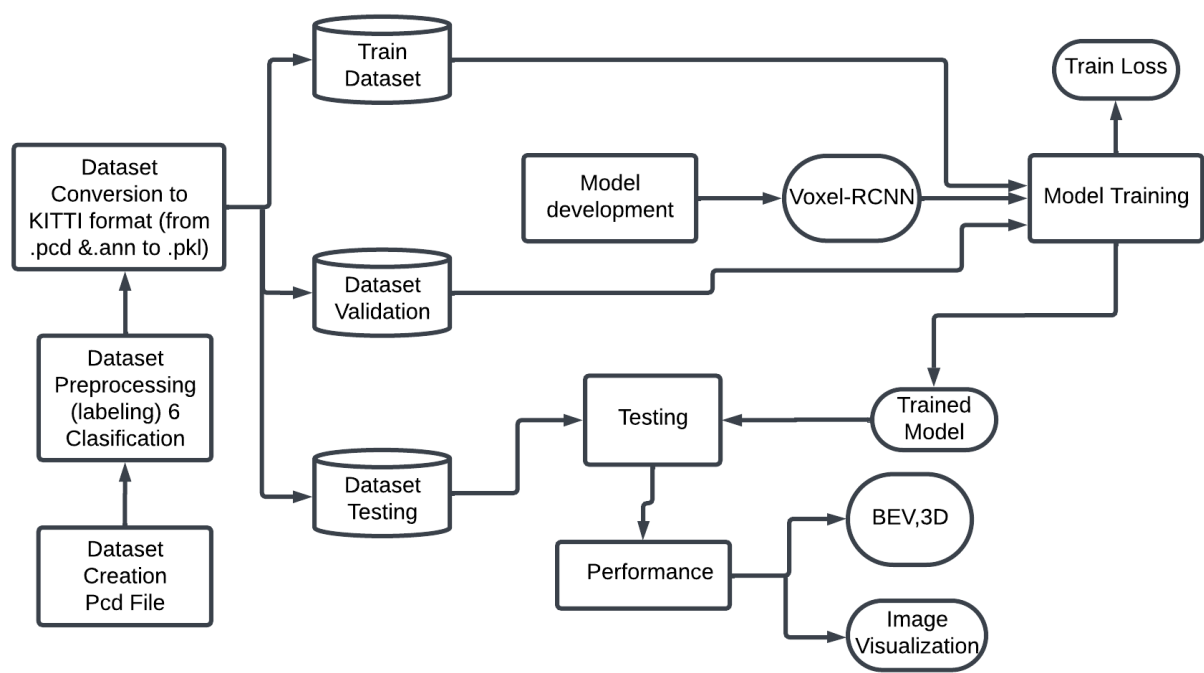 Train
Dataset
Train Loss
Dataset
Conversion to
KITTI format (from
.pcd &.ann to .pkl)
Model
development
Voxel-RCNN
Model Training
Dataset
Validation
Dataset
Preprocessing
(labeling) 6
Clasification
Testing
Trained
Model
Dataset
Testing
BEV,3D
Dataset
Creation
Pcd File
Performance
Image
Visualization